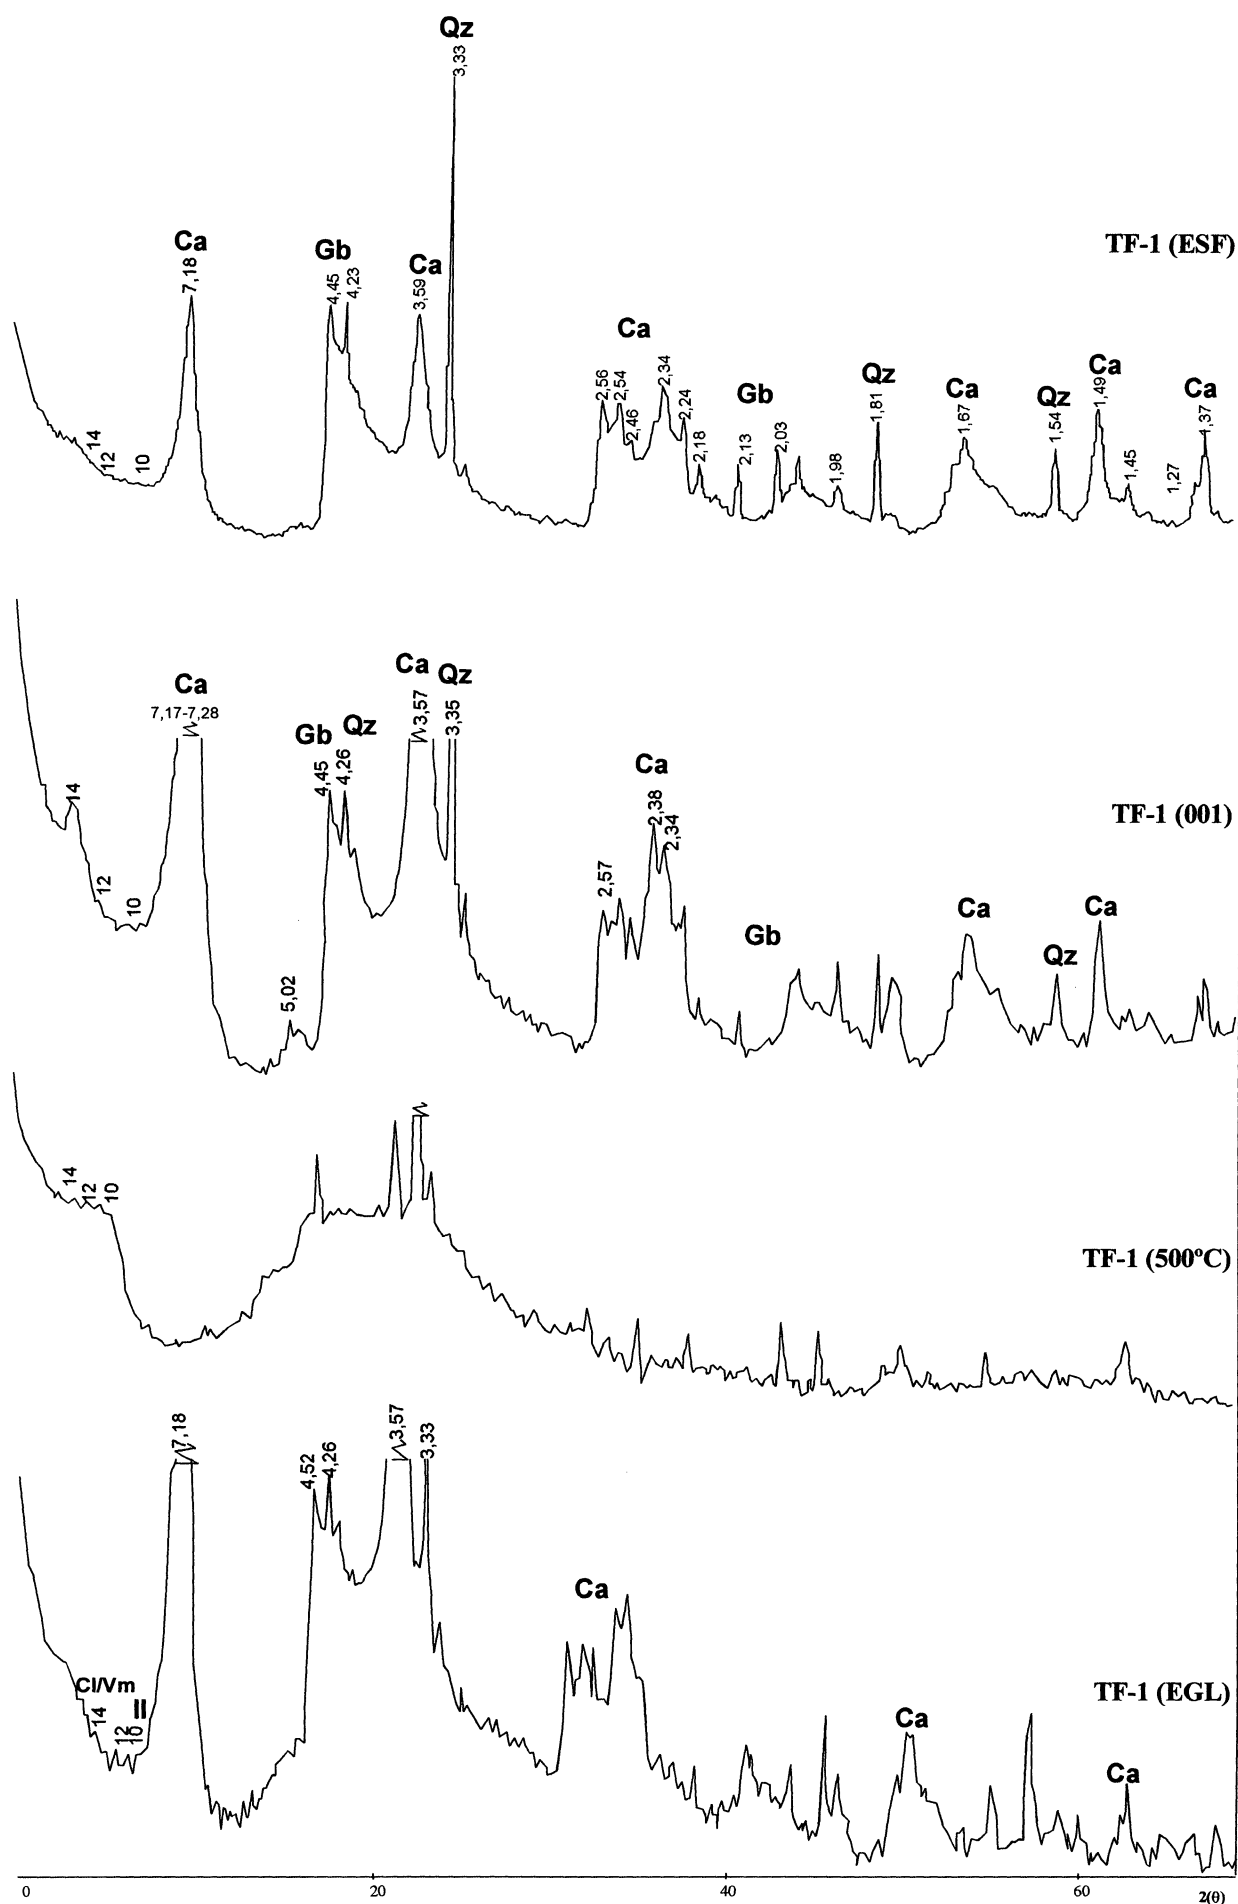 Qz
3,33
Ca
7,18
Gb
4,45
4,23
Ca
3,59
TF-1 (ESF)
14
12
10
Ca
2,56
2,54
2,46
2,34
2,24
2,18
Gb
2,13
2,03
1,98
Qz
1,81
Ca
1,67
Qz
1,54
Ca
1,49
1,45
1,27
Ca
1,37
Ca
7,17-7,28
Gb
4,45
Qz
4,26
Ca
3,57
Qz
3,35
14
12
10
5,02
Ca
2,38
2,34
2,57
TF-1 (001)
Gb
Ca
Qz
Ca
14
12
10
TF-1 (500ºC)
7,18
4,52
4,26
3,57
3,33
Ca
Cl/Vm
14
12
Il
10
TF-1 (EGL)
Ca
Ca
0 20 40 60 2(θ)